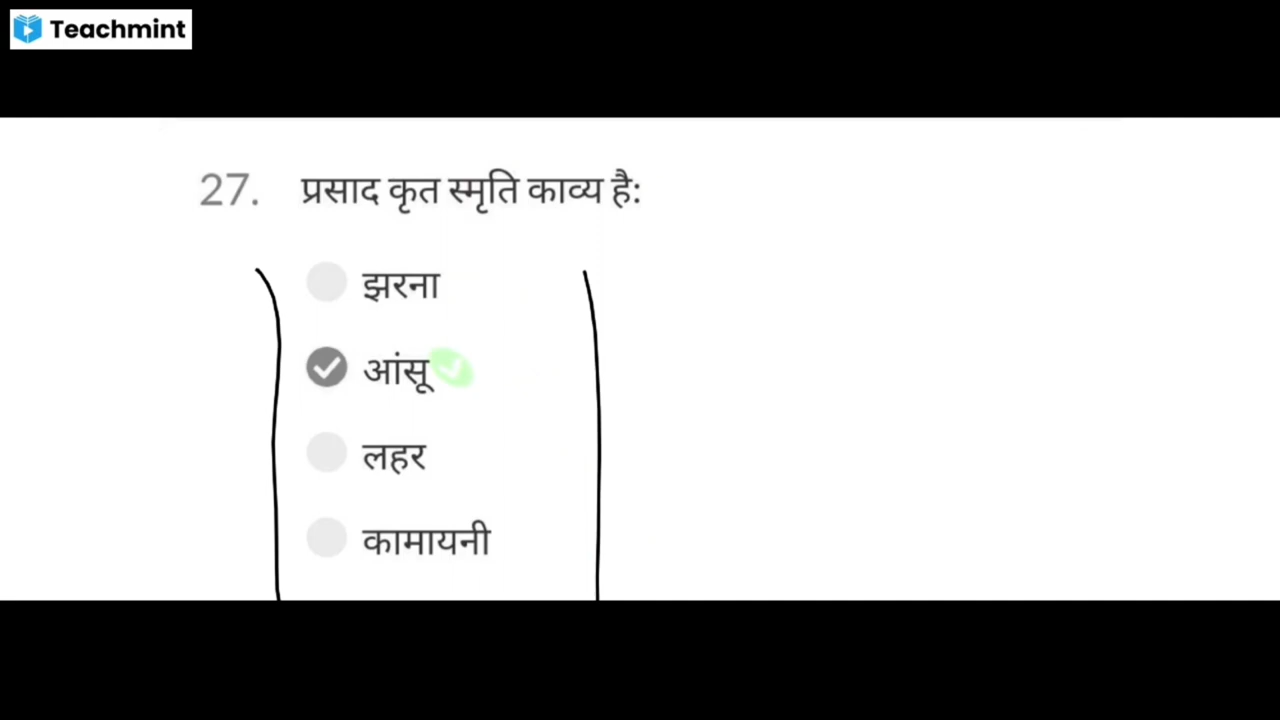 Teachmint
27. प्रसाद कृत स्मृति काव्य है:
झरना
आंसू
लहर
कामायनी